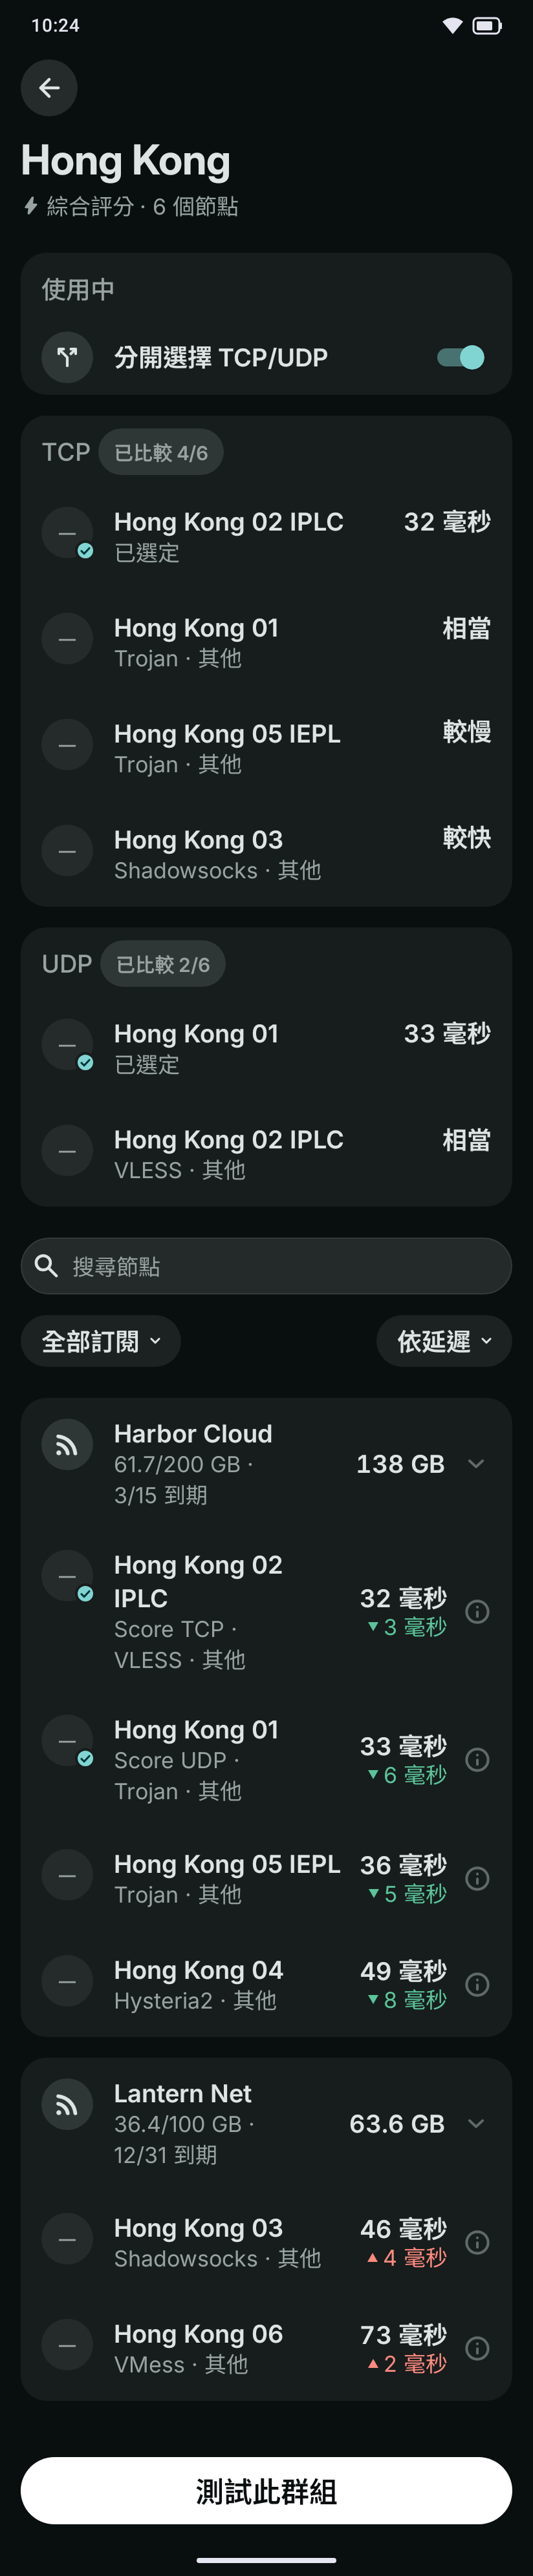 10:24
Hong Kong
綜合評分 · 6 個節點
使用中
分開選擇 TCP/UDP
TCP 已比較 4/6
Hong Kong 02 IPLC 32 毫秒
已選定
Hong Kong 01 相當
Trojan · 其他
Hong Kong 05 IEPL 較慢
Trojan · 其他
Hong Kong 03 較快
Shadowsocks · 其他
UDP 已比較 2/6
Hong Kong 01 33 毫秒
已選定
Hong Kong 02 IPLC 相當
VLESS · 其他
搜尋節點
全部訂閱 依延遲
Harbor Cloud
61.7/200 GB ·
3/15 到期
138 GB
Hong Kong 02
IPLC
Score TCP ·
VLESS · 其他
32 毫秒
▼3 毫秒
Hong Kong 01
Score UDP ·
Trojan · 其他
33 毫秒
▼6 毫秒
Hong Kong 05 IEPL 36 毫秒
Trojan · 其他 ▼5 毫秒
Hong Kong 04 49 毫秒
Hysteria2 · 其他 ▼8 毫秒
Lantern Net
36.4/100 GB ·
12/31 到期
63.6 GB
Hong Kong 03 46 毫秒
Shadowsocks · 其他 ▲4 毫秒
Hong Kong 06 73 毫秒
VMess · 其他 ▲2 毫秒
測試此群組